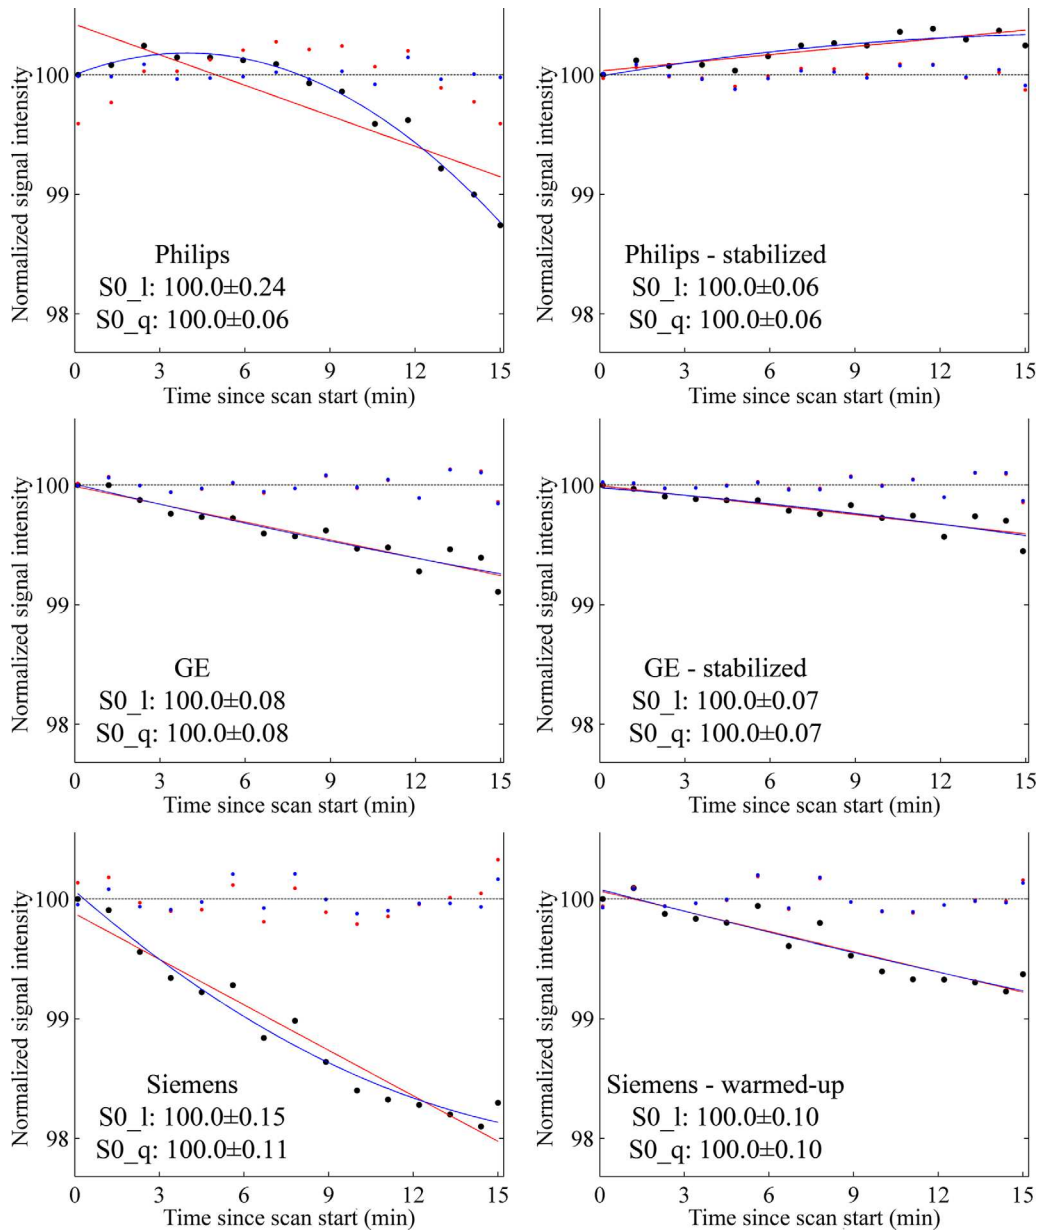 Normalized signal intensity
100
99
98
Philips
S0_l: 100.0±0.24
S0_q: 100.0±0.06
0 3 6 9 12 15
Time since scan start (min)
Normalized signal intensity
100
99
98
Philips - stabilized
S0_l: 100.0±0.06
S0_q: 100.0±0.06
0 3 6 9 12 15
Time since scan start (min)
Normalized signal intensity
100
99
98
GE
S0_l: 100.0±0.08
S0_q: 100.0±0.08
0 3 6 9 12 15
Time since scan start (min)
Normalized signal intensity
100
99
98
GE - stabilized
S0_l: 100.0±0.07
S0_q: 100.0±0.07
0 3 6 9 12 15
Time since scan start (min)
Normalized signal intensity
100
99
98
Siemens
S0_l: 100.0±0.15
S0_q: 100.0±0.11
0 3 6 9 12 15
Time since scan start (min)
Normalized signal intensity
100
99
98
Siemens - warmed-up
S0_l: 100.0±0.10
S0_q: 100.0±0.10
0 3 6 9 12 15
Time since scan start (min)